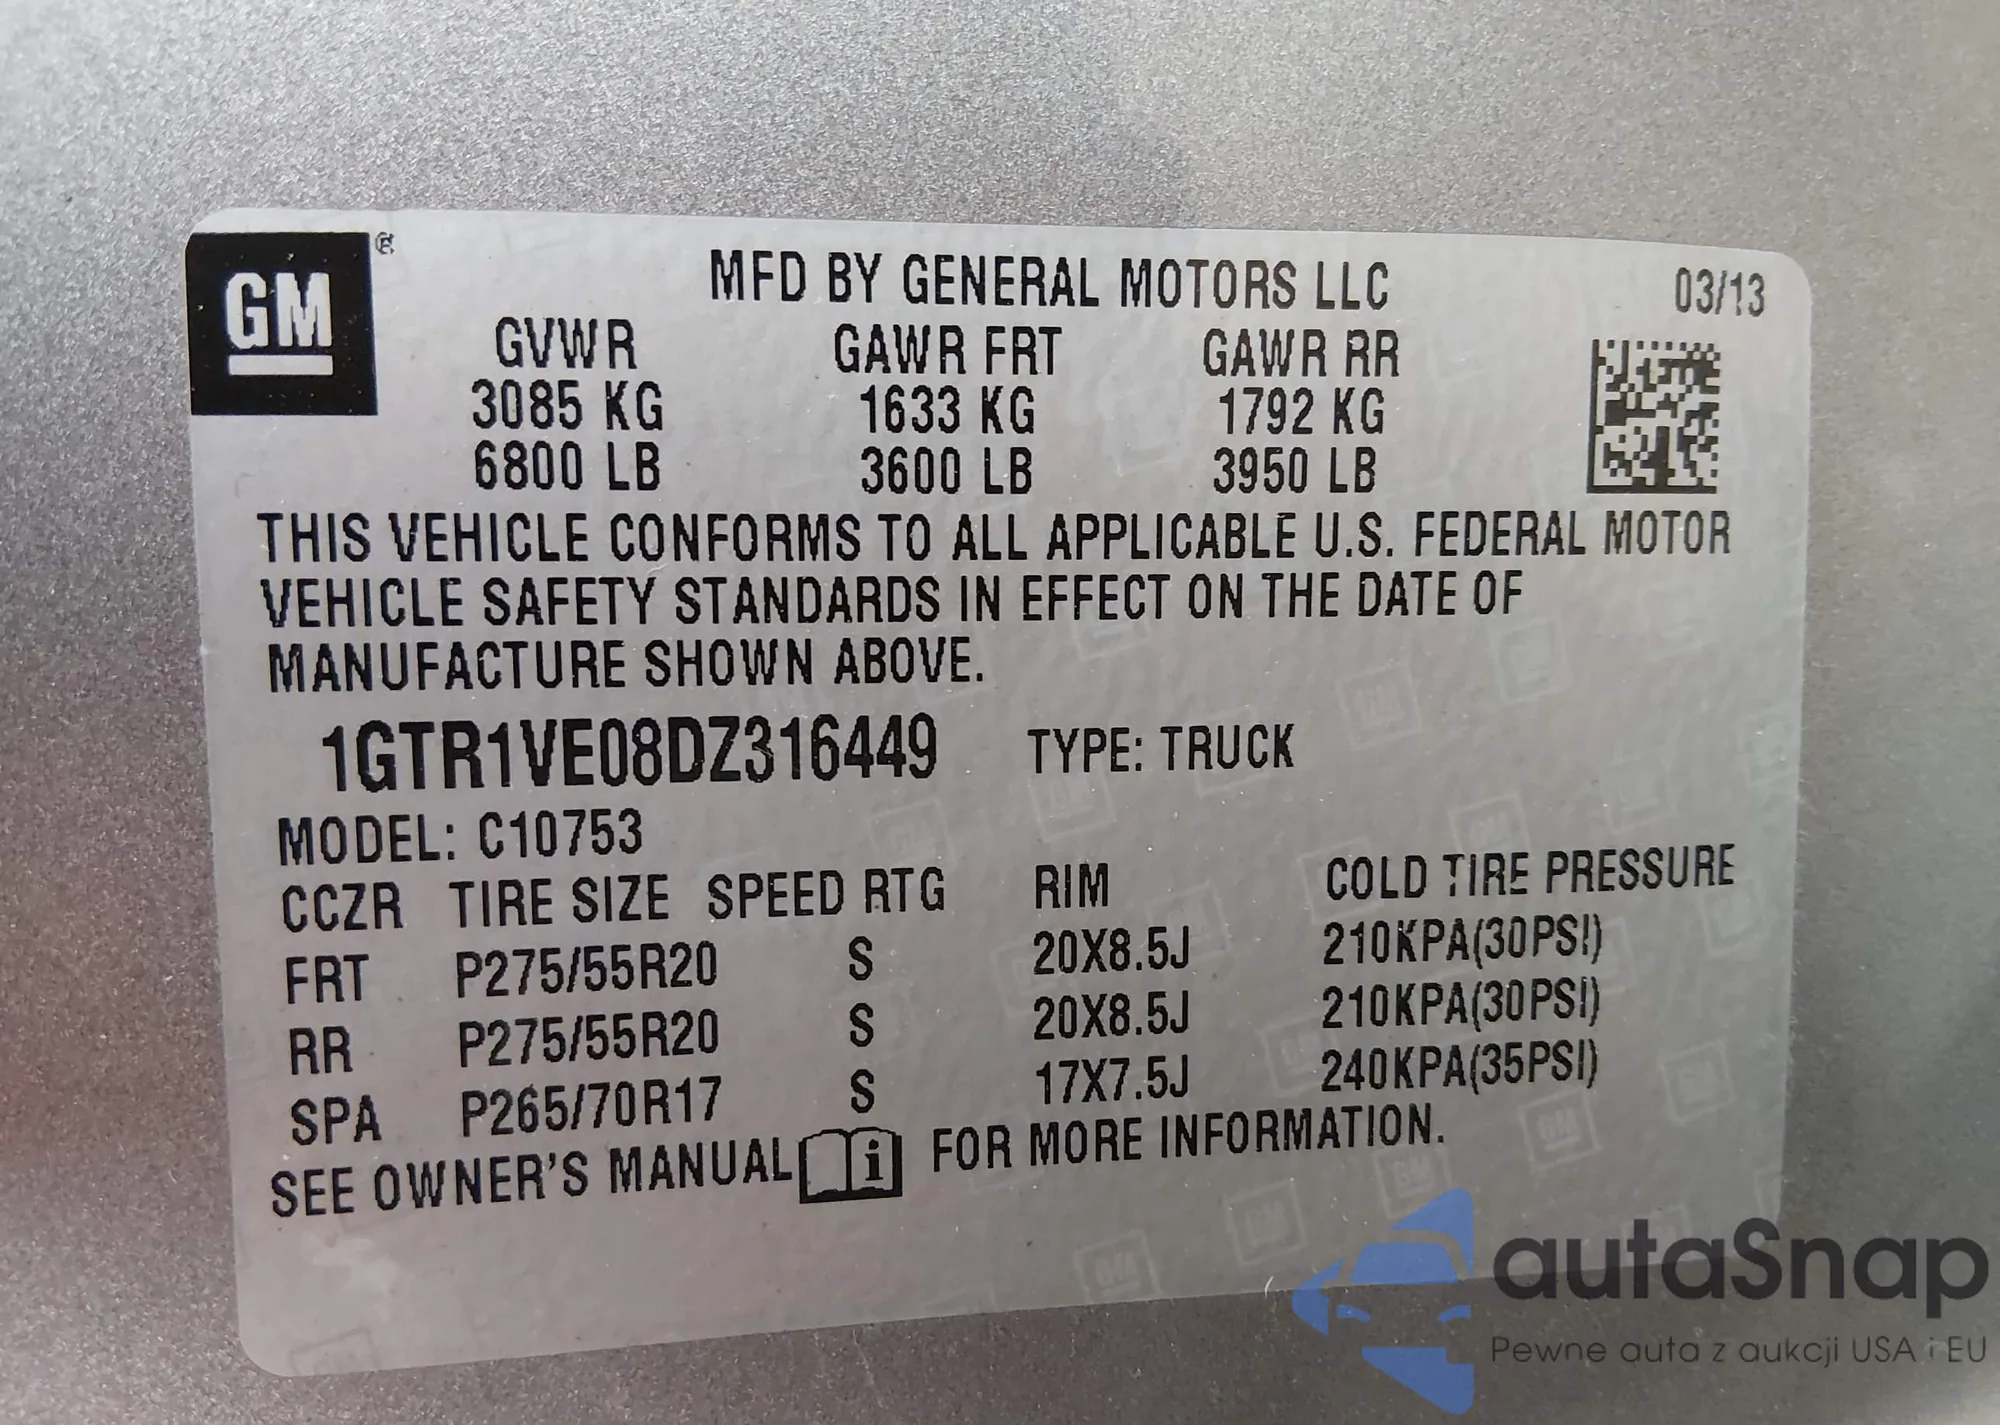 GM ®
MFD BY GENERAL MOTORS LLC 03/13
GVWR GAWR FRT GAWR RR
3085 KG 1633 KG 1792 KG
6800 LB 3600 LB 3950 LB
THIS VEHICLE CONFORMS TO ALL APPLICABLE U.S. FEDERAL MOTOR
VEHICLE SAFETY STANDARDS IN EFFECT ON THE DATE OF
MANUFACTURE SHOWN ABOVE.
1GTR1VE08DZ316449 TYPE: TRUCK
MODEL: C10753
CCZR TIRE SIZE SPEED RTG RIM COLD TIRE PRESSURE
FRT P275/55R20 S 20X8.5J 210KPA(30PSI)
RR P275/55R20 S 20X8.5J 210KPA(30PSI)
SPA P265/70R17 S 17X7.5J 240KPA(35PSI)
SEE OWNER'S MANUAL i FOR MORE INFORMATION.
autaSnap
Pewne auta z aukcji USA i EU